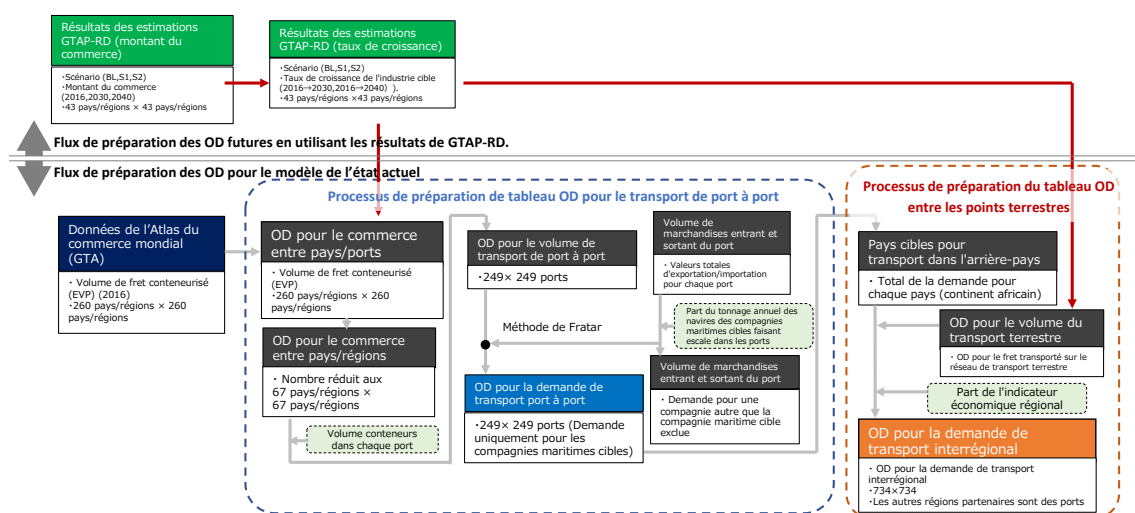 Résultats des estimations
GTAP-RD (montant du
commerce)
・Scénario (BL,S1,S2)
・Montant du commerce
(2016,2030,2040)
・43 pays/régions × 43 pays/régions
Résultats des estimations
GTAP-RD (taux de croissance)
・Scénario (BL,S1,S2)
・Taux de croissance de l'industrie cible
(2016→2030,2016→2040) ).
・43 pays/régions ×43 pays/régions
Flux de préparation des OD futures en utilisant les résultats de GTAP-RD.
Flux de préparation des OD pour le modèle de l'état actuel
Processus de préparation de tableau OD pour le transport de port à port
Processus de préparation du tableau OD
entre les points terrestres
Données de l'Atlas du
commerce mondial
(GTA)
・Volume de fret conteneurisé
(EVP) (2016)
・260 pays/régions × 260
pays/régions
OD pour le commerce
entre pays/ports
・Volume de fret conteneurisé
(EVP)
・260 pays/régions × 260
pays/régions
OD pour le commerce
entre pays/régions
・Nombre réduit aux
67 pays/régions ×
67 pays/régions
Volume conteneurs
dans chaque port
OD pour le volume de
transport de port à port
・249× 249 ports
Méthode de Fratar
OD pour la demande de
transport port à port
・249× 249 ports (Demande
uniquement pour les
compagnies maritimes cibles)
Volume de
marchandises entrant et
sortant du port
・Valeurs totales
d'exportation/importation
pour chaque port
Part du tonnage annuel des
navires des compagnies
maritimes cibles faisant
escale dans les ports
Volume de marchandises
entrant et sortant du port
・Demande pour une
compagnie autre que la
compagnie maritime cible
exclue
Pays cibles pour
transport dans l'arrière-pays
・Total de la demande pour
chaque pays (continent africain)
OD pour le volume du
transport terrestre
・OD pour le fret transporté sur le
réseau de transport terrestre
Part de l'indicateur
économique régional
OD pour la demande de
transport interrégional
・OD pour la demande de transport
interrégional
・734×734
・Les autres régions partenaires sont des ports